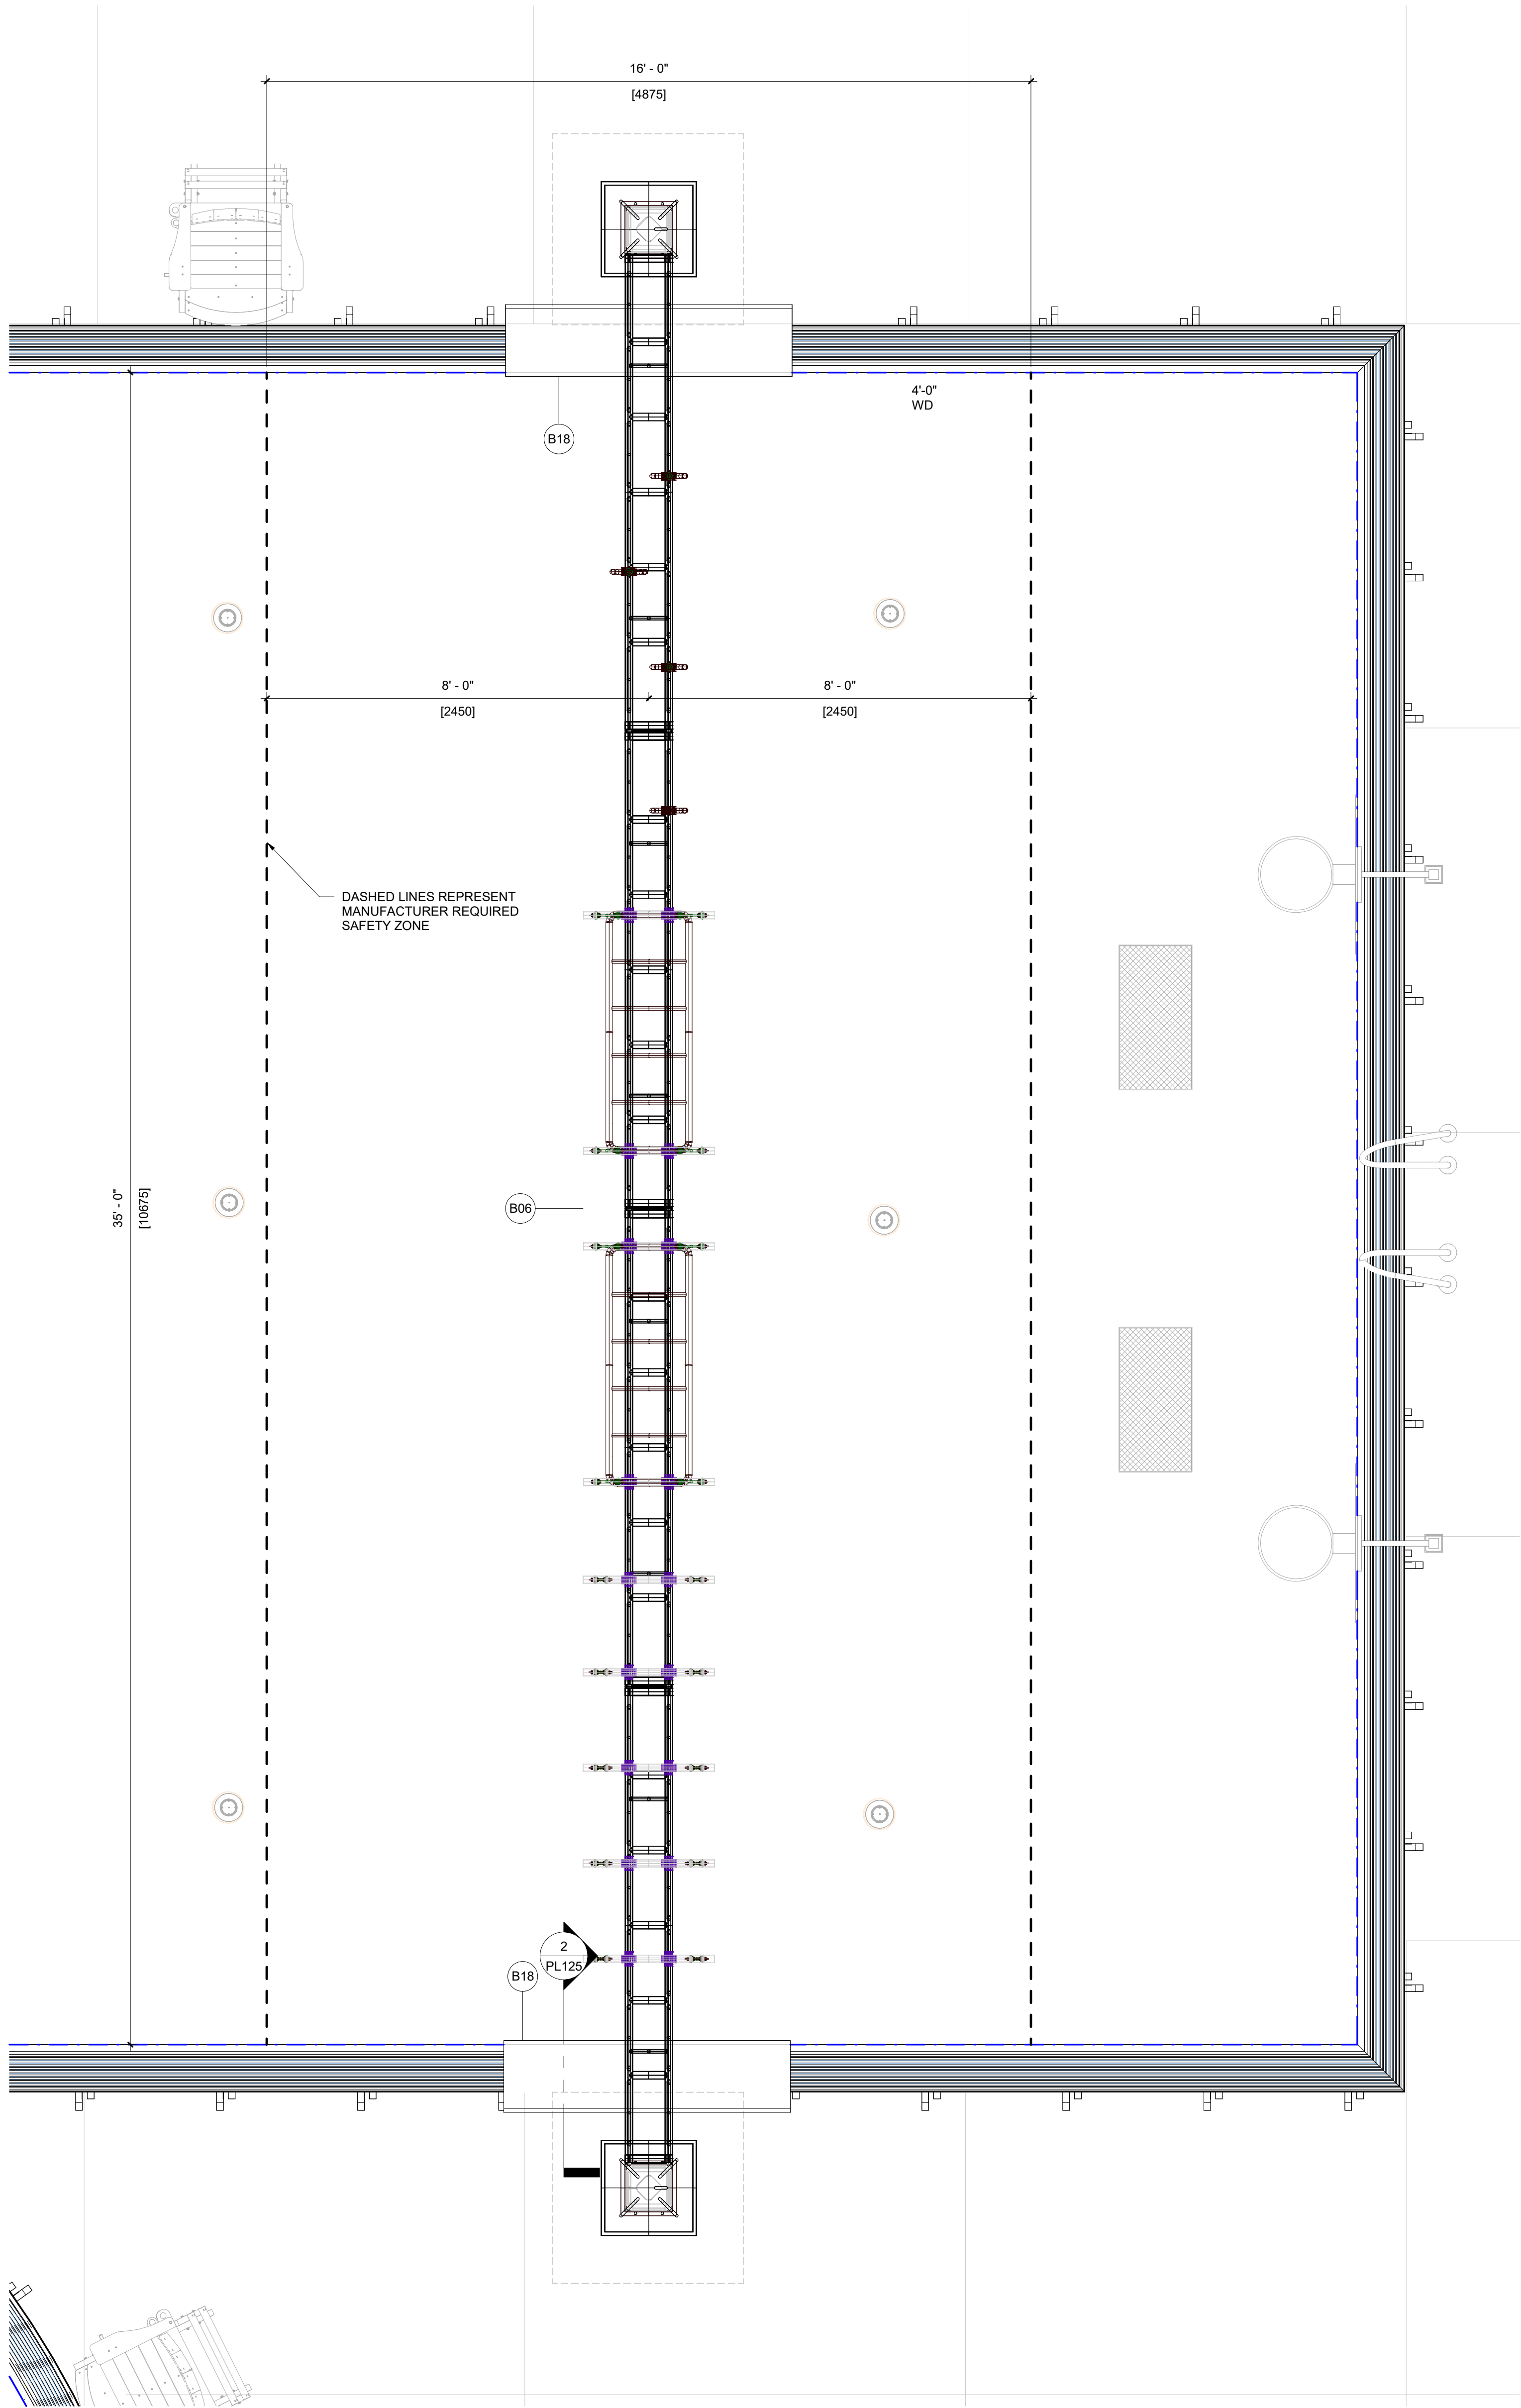 16' - 0"
[4875]
B18
4'-0"
WD
8' - 0"
[2450]
8' - 0"
[2450]
DASHED LINES REPRESENT
MANUFACTURER REQUIRED
SAFETY ZONE
35' - 0"
[10675]
B06
2
PL125
B18